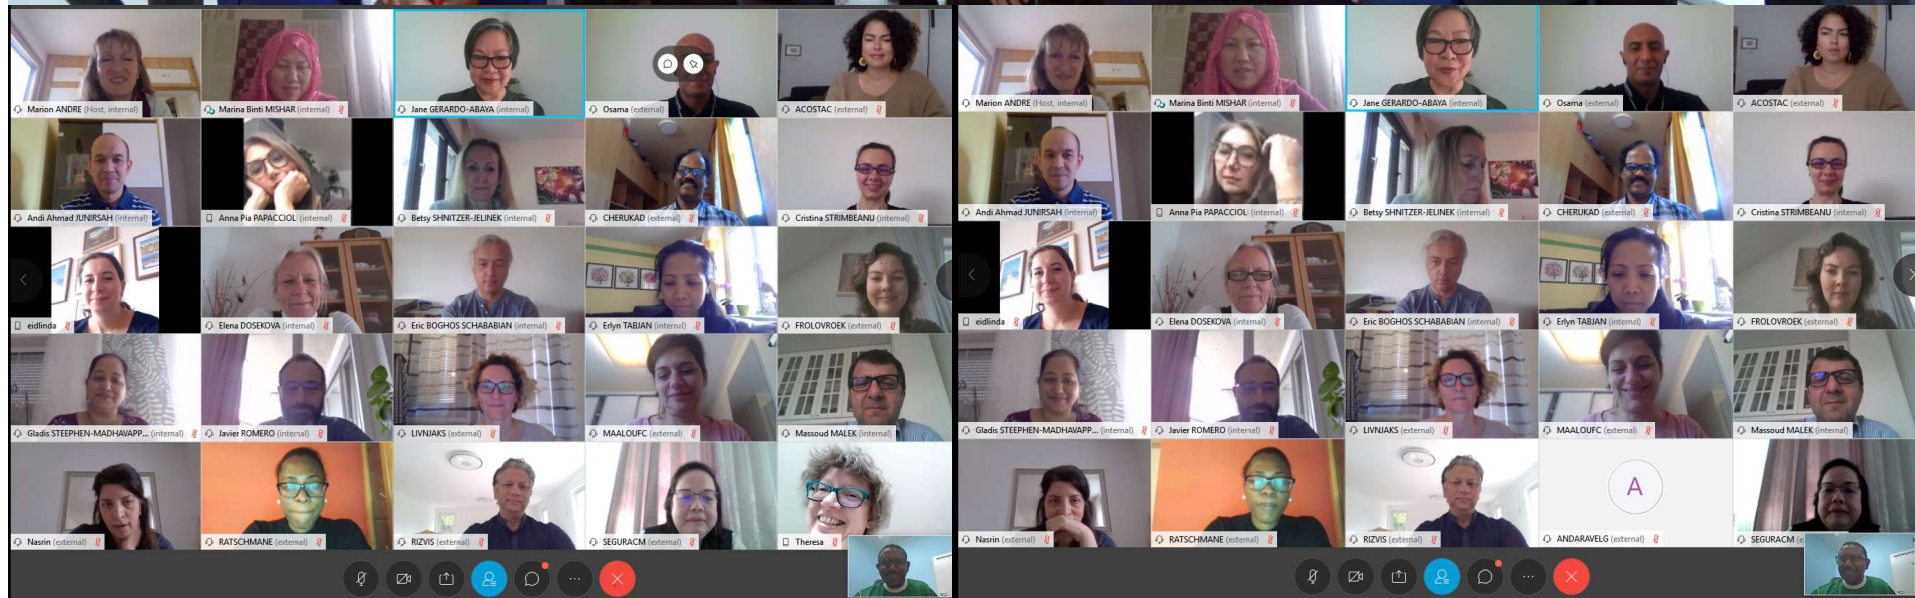 Marion ANDRE (Host, internal)
Marina Binti MISHAR (internal)
Jane GERARDO-ABAYA (internal)
Osama (external)
ACOSTAC (external)
Andi Ahmad JUNIRSAH (internal)
Anna Pia PAPACCIOL (internal)
Betsy SHNITZER-JELINEK (internal)
CHERUKAD (external)
Cristina STRIMBEANU (internal)
eidlinda
Elena DOSEKOVA (internal)
Eric BOGHOS SCHABABIAN (internal)
Erlyn TABJAN (internal)
FROLOVROEK (external)
Gladis STEEPHEN-MADHAVAPP... (internal)
Javier ROMERO (internal)
LIVNJAKS (external)
MAALOUFC (external)
Massoud MALEK (internal)
Nasrin (external)
RATSCHMANE (external)
RIZVIS (external)
SEGURACM (external)
Theresa
Marion ANDRE (Host, internal)
Marina Binti MISHAR (internal)
Jane GERARDO-ABAYA (internal)
Osama (external)
ACOSTAC (external)
Andi Ahmad JUNIRSAH (internal)
Anna Pia PAPACCIOL (internal)
Betsy SHNITZER-JELINEK (internal)
CHERUKAD (external)
Cristina STRIMBEANU (internal)
eidlinda
Elena DOSEKOVA (internal)
Eric BOGHOS SCHABABIAN (internal)
Erlyn TABJAN (internal)
FROLOVROEK (external)
Gladis STEEPHEN-MADHAVAPP... (internal)
Javier ROMERO (internal)
LIVNJAKS (external)
MAALOUFC (external)
Massoud MALEK (internal)
Nasrin (external)
RATSCHMANE (external)
RIZVIS (external)
A
ANDARAVELG (external)
SEGURACM